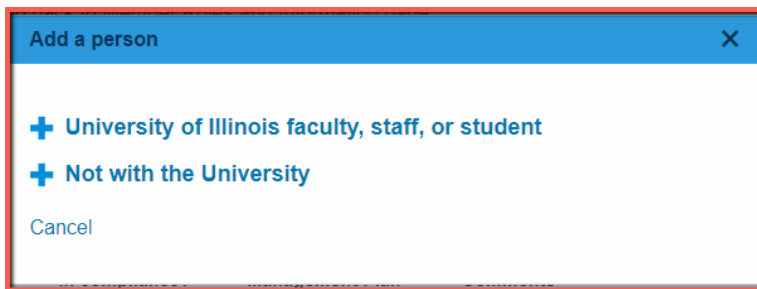 Add a person
University of Illinois faculty, staff, or student
Not with the University
Cancel